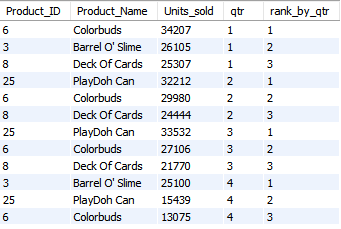 Product_ID Product_Name Units_sold qtr rank_by_qtr
6 Colorbuds 34207 1 1
3 Barrel O' Slime 26105 1 2
8 Deck Of Cards 25307 1 3
25 PlayDoh Can 32212 2 1
6 Colorbuds 29980 2 2
8 Deck Of Cards 24444 2 3
25 PlayDoh Can 33532 3 1
6 Colorbuds 27106 3 2
8 Deck Of Cards 21770 3 3
3 Barrel O' Slime 25100 4 1
25 PlayDoh Can 15439 4 2
6 Colorbuds 13075 4 3